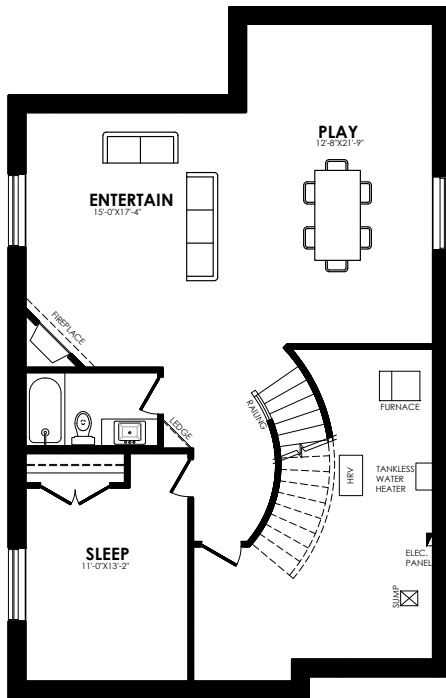 PLAY
12'-8"X21'-9"
ENTERTAIN
15'-0"X17'-4"
FIREPLACE
RAILING
LEDGE
FURNACE
HRV
TANKLESS
WATER
HEATER
SLEEP
11'-0"X13'-2"
ELEC.
PANEL
SUMP